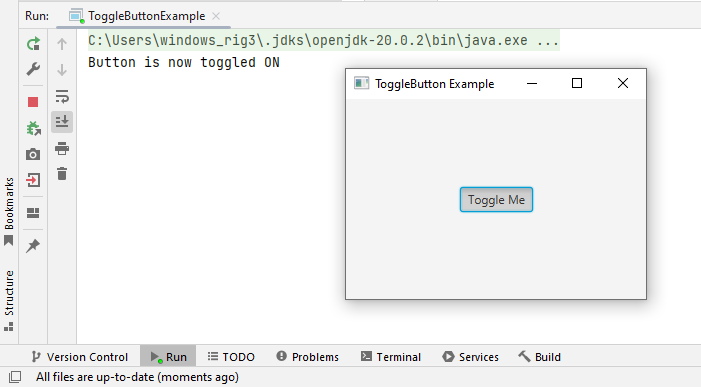 Run: ToggleButtonExample
C:\Users\windows_rig3\.jdks\openjdk-20.0.2\bin\java.exe ...
Button is now toggled ON
ToggleButton Example
Toggle Me
Bookmarks
Structure
Version Control Run TODO Problems Terminal Services Build
All files are up-to-date (moments ago)